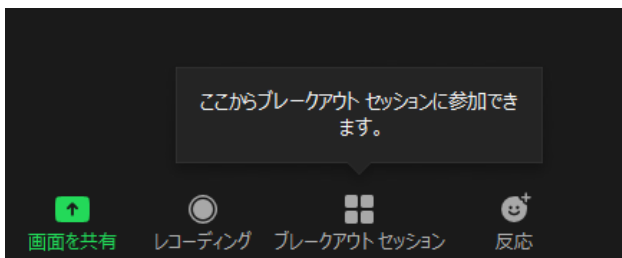 ここからブレークアウト セッションに参加でき
ます。
画面を共有
レコーディング
ブレークアウト セッション
反応